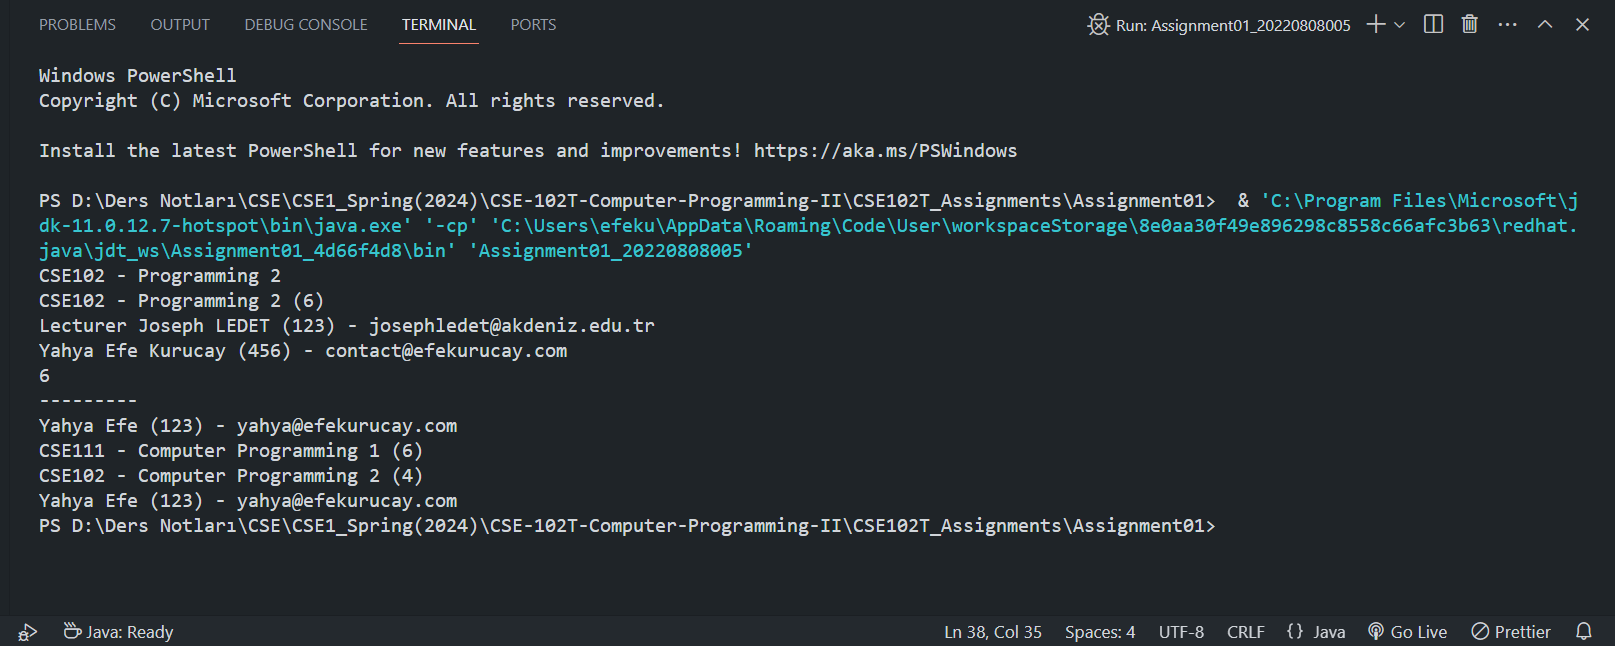 PROBLEMS OUTPUT DEBUG CONSOLE TERMINAL PORTS Run: Assignment01_20220808005
Windows PowerShell
Copyright (C) Microsoft Corporation. All rights reserved.
Install the latest PowerShell for new features and improvements! https://aka.ms/PSWindows
PS D:\Ders Notları\CSE\CSE1_Spring(2024)\CSE-102T-Computer-Programming-II\CSE102T_Assignments\Assignment01>  & 'C:\Program Files\Microsoft\j
dk-11.0.12.7-hotspot\bin\java.exe' '-cp' 'C:\Users\efeku\AppData\Roaming\Code\User\workspaceStorage\8e0aa30f49e896298c8558c66afc3b63\redhat.
java\jdt_ws\Assignment01_4d66f4d8\bin' 'Assignment01_20220808005'
CSE102 - Programming 2
CSE102 - Programming 2 (6)
Lecturer Joseph LEDET (123) - josephledet@akdeniz.edu.tr
Yahya Efe Kurucay (456) - contact@efekurucay.com
6
---------
Yahya Efe (123) - yahya@efekurucay.com
CSE111 - Computer Programming 1 (6)
CSE102 - Computer Programming 2 (4)
Yahya Efe (123) - yahya@efekurucay.com
PS D:\Ders Notları\CSE\CSE1_Spring(2024)\CSE-102T-Computer-Programming-II\CSE102T_Assignments\Assignment01>
Java: Ready Ln 38, Col 35 Spaces: 4 UTF-8 CRLF {} Java Go Live Prettier